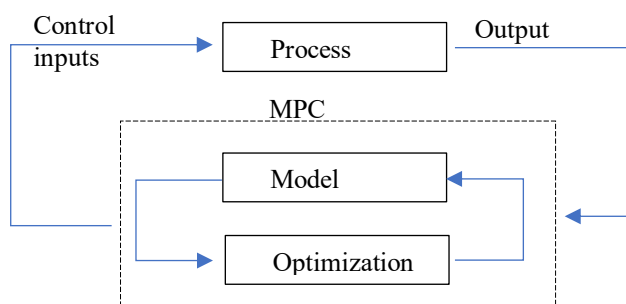 Control
inputs
Process
Output
MPC
Model
Optimization